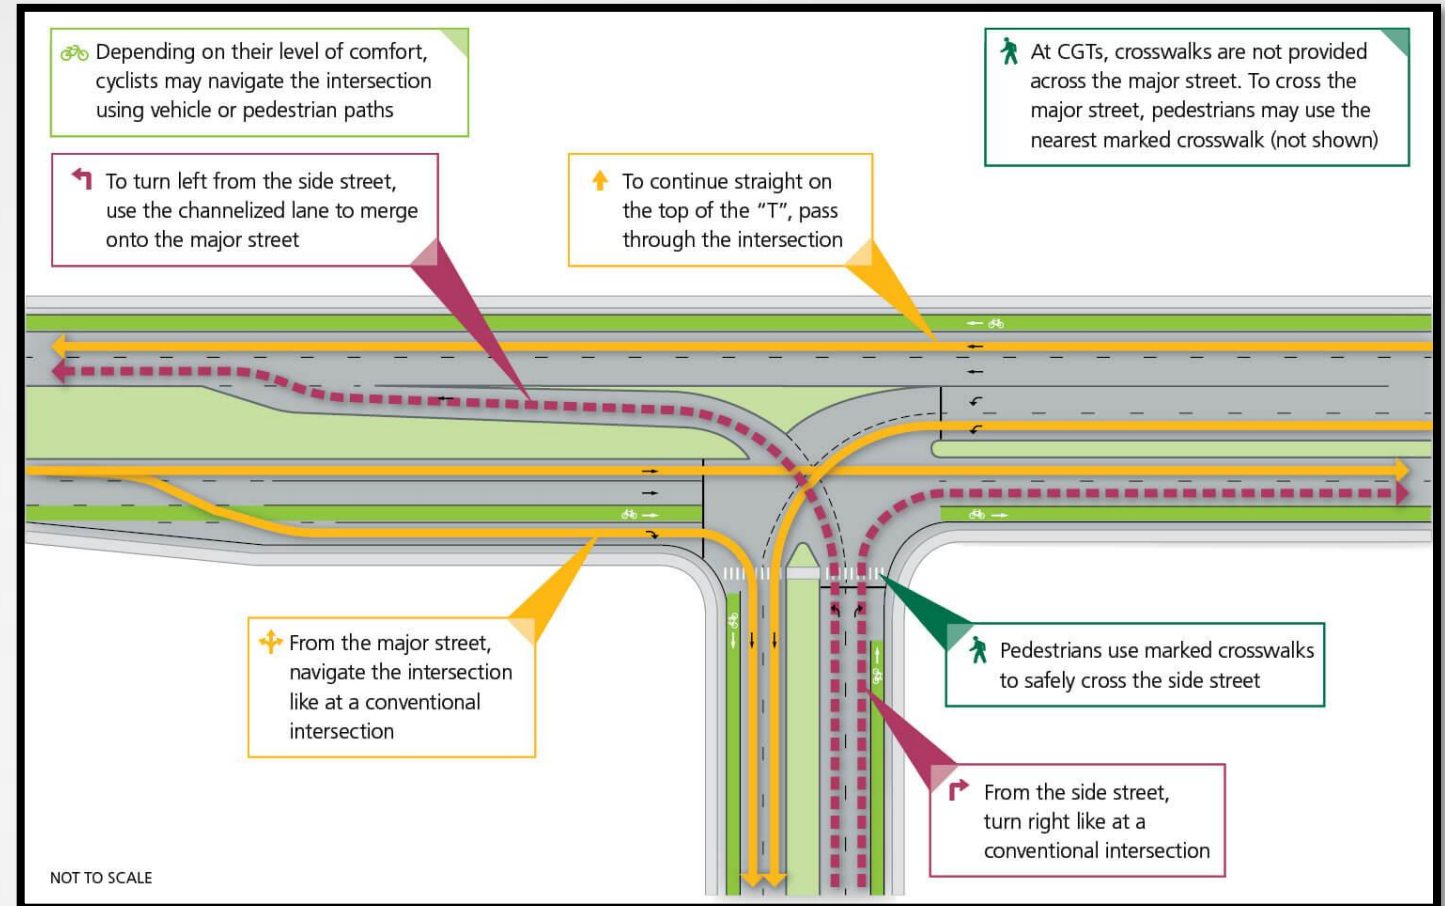 Depending on their level of comfort,
cyclists may navigate the intersection
using vehicle or pedestrian paths
At CGTs, crosswalks are not provided
across the major street. To cross the
major street, pedestrians may use the
nearest marked crosswalk (not shown)
To turn left from the side street,
use the channelized lane to merge
onto the major street
To continue straight on
the top of the “T”, pass
through the intersection
From the major street,
navigate the intersection
like at a conventional
intersection
Pedestrians use marked crosswalks
to safely cross the side street
From the side street,
turn right like at a
conventional intersection
NOT TO SCALE